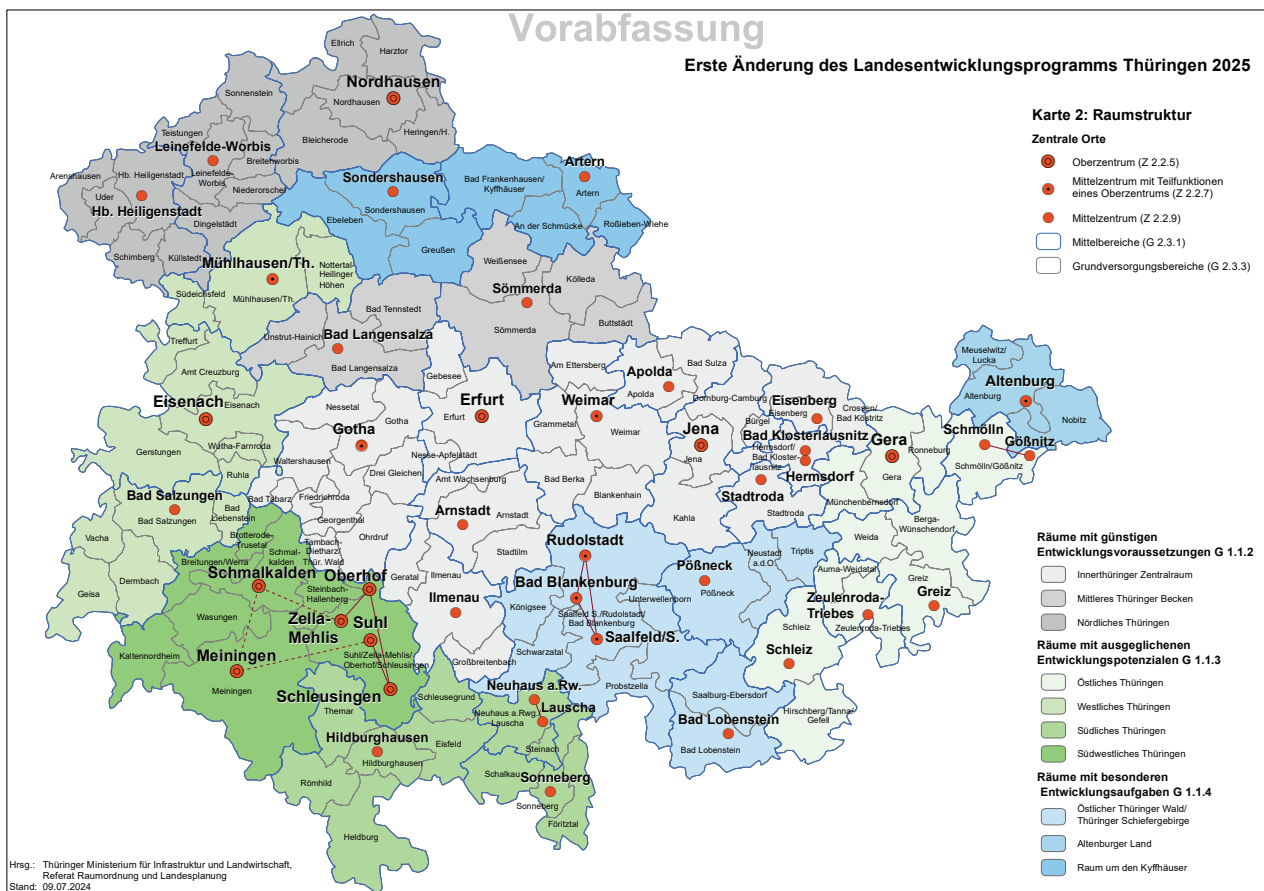 Vorabfassung
Erste Änderung des Landesentwicklungsprogramms Thüringen 2025
Karte 2: Raumstruktur
Zentrale Orte
Oberzentrum (Z 2.2.5)
Mittelzentrum mit Teilfunktionen
eines Oberzentrums (Z 2.2.7)
Mittelzentrum (Z 2.2.9)
Mittelbereiche (G 2.3.1)
Grundversorgungsbereiche (G 2.3.3)
Räume mit günstigen
Entwicklungsvoraussetzungen G 1.1.2
Innerthüringer Zentralraum
Mittleres Thüringer Becken
Nördliches Thüringen
Räume mit ausgeglichenen
Entwicklungspotenzialen G 1.1.3
Östliches Thüringen
Westliches Thüringen
Südliches Thüringen
Südwestliches Thüringen
Räume mit besonderen
Entwicklungsaufgaben G 1.1.4
Östlicher Thüringer Wald/
Thüringer Schiefergebirge
Altenburger Land
Raum um den Kyffhäuser
Ellrich
Harztor
Nordhausen
Nordhausen
Sonnenstein
Heringen/H.
Bleicherode
Teistungen
Leinefelde-Worbis
Breitenworbis
Leinefelde-
Worbis
Niederorschel
Arenshausen
Hb. Heiligenstadt
Uder
Hb. Heiligenstadt
Dingelstädt
Schimberg
Küllstedt
Sondershausen
Sondershausen
Ebeleben
Greußen
Bad Frankenhausen/
Kyffhäuser
Artern
Artern
An der Schmücke
Roßleben-Wiehe
Mühlhausen/Th.
Mühlhausen/Th.
Nottertal-
Heilinger
Höhen
Südeichsfeld
Weißensee
Kölleda
Sömmerda
Sömmerda
Buttstädt
Bad Tennstedt
Unstrut-Hainich
Bad Langensalza
Bad Langensalza
Treffurt
Amt Creuzburg
Eisenach
Eisenach
Wutha-Farnroda
Gerstungen
Ruhla
Bad Salzungen
Bad Salzungen
Bad
Liebenstein
Vacha
Dermbach
Geisa
Gebesee
Erfurt
Erfurt
Nesse-Apfelstädt
Nessetal
Gotha
Gotha
Waltershausen
Drei Gleichen
Bad Tabarz
Friedrichroda
Georgenthal
Ohrdruf
Tambach-
Dietharz/
Thür. Wald
Amt Wachsenburg
Arnstadt
Arnstadt
Stadtilm
Geratal
Ilmenau
Ilmenau
Großbreitenbach
Am Ettersberg
Weimar
Weimar
Grammetal
Bad Berka
Blankenhain
Apolda
Apolda
Bad Sulza
Dornburg-Camburg
Jena
Jena
Kahla
Bürgel
Eisenberg
Eisenberg
Crossen/
Bad Köstritz
Bad Klosterlausnitz
Hermsdorf/
Bad Kloster-
lausnitz
Hermsdorf
Stadtroda
Stadtroda
Gera
Gera
Ronneburg
Münchenbernsdorf
Meuselwitz/
Lucka
Altenburg
Altenburg
Nobitz
Schmölln
Gößnitz
Schmölln/Gößnitz
Berga-
Wünschendorf
Weida
Auma-Weidatal
Greiz
Greiz
Zeulenroda-
Triebes
Zeulenroda-Triebes
Schleiz
Schleiz
Hirschberg/Tanna/
Gefell
Neustadt
a.d.O.
Triptis
Pößneck
Pößneck
Rudolstadt
Bad Blankenburg
Unterwellenborn
Saalfeld S./Rudolstadt/
Bad Blankenburg
Saalfeld/S.
Königsee
Schwarzatal
Probstzella
Saalburg-Ebersdorf
Bad Lobenstein
Bad Lobenstein
Brotterode-
Trusetal
Schmal-
kalden
Breitungen/Werra
Schmalkalden
Oberhof
Steinbach-
Hallenberg
Zella-
Mehlis
Suhl
Suhl/Zella-Mehlis/
Oberhof/Schleusingen
Schleusingen
Wasungen
Kaltennordheim
Meiningen
Meiningen
Schleusegrund
Themar
Hildburghausen
Hildburghausen
Eisfeld
Römhild
Heldburg
Neuhaus a.Rw.
Lauscha
Neuhaus a.Rwg./
Lauscha
Steinach
Schalkau
Sonneberg
Sonneberg
Föritztal
Hrsg.: Thüringer Ministerium für Infrastruktur und Landwirtschaft,
Referat Raumordnung und Landesplanung
Stand: 09.07.2024